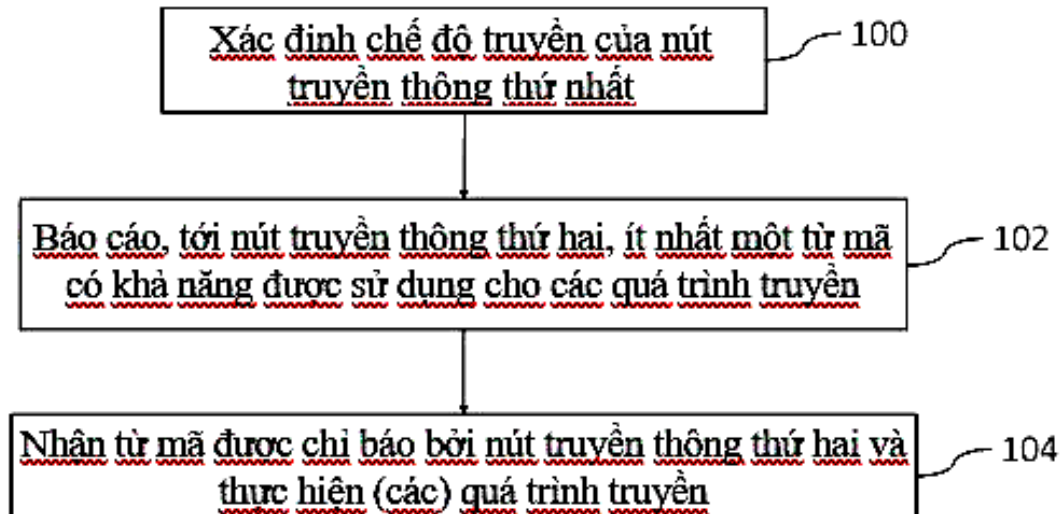 Xác định chế độ truyền của nút
truyền thông thứ nhất
100
Báo cáo, tới nút truyền thông thứ hai, ít nhất một từ mã
có khả năng được sử dụng cho các quá trình truyền
102
Nhận từ mã được chỉ báo bởi nút truyền thông thứ hai và
thực hiện (các) quá trình truyền
104